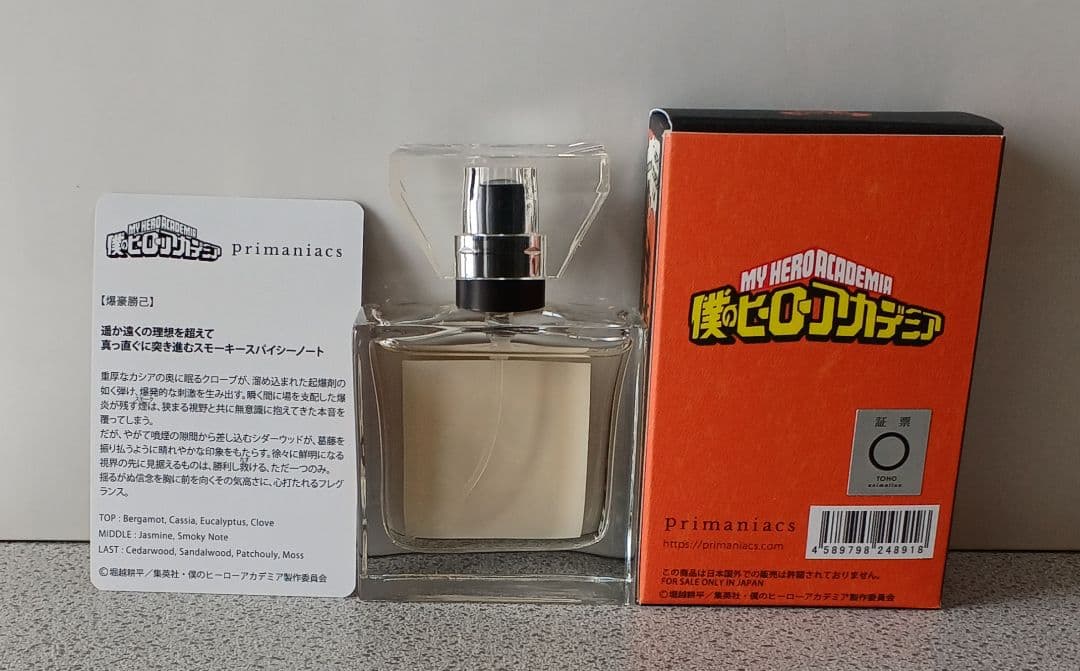 MY HERO ACADEMIA
僕のヒーローアカデミア
primaniacs
【爆豪勝己】
遥か遠くの理想を超えて
真っ直ぐに突き進むスモーキースパイシーノート
重厚なカシアの奥に眠るクローブが、溜め込まれた起爆剤の
如く弾け、爆発的な刺激を生み出す。瞬く間に場を支配した爆
炎が残す煙は、狭まる視野と共に無意識に抱えてきた本音を
覆ってしまう。
だが、やがて噴煙の隙間から差し込むシダーウッドが、葛藤を
振り払うように晴れやかな印象をもたらす。徐々に鮮明になる
視界の先に見据えるものは、勝利し救ける、ただ一つのみ。
揺るがぬ信念を胸に前を向くその気高さに、心打たれるフレグ
ランス。
TOP : Bergamot, Cassia, Eucalyptus, Clove
MIDDLE : Jasmine, Smoky Note
LAST : Cedarwood, Sandalwood, Patchouly, Moss
©堀越耕平／集英社・僕のヒーローアカデミア製作委員会
MY HERO ACADEMIA
僕のヒーローアカデミア
証 票
TOHO
animation
primaniacs
https://primaniacs.com
4 589798 248918
この商品は日本国外での販売は許諾されておりません。
FOR SALE ONLY IN JAPAN
©堀越耕平／集英社・僕のヒーローアカデミア製作委員会